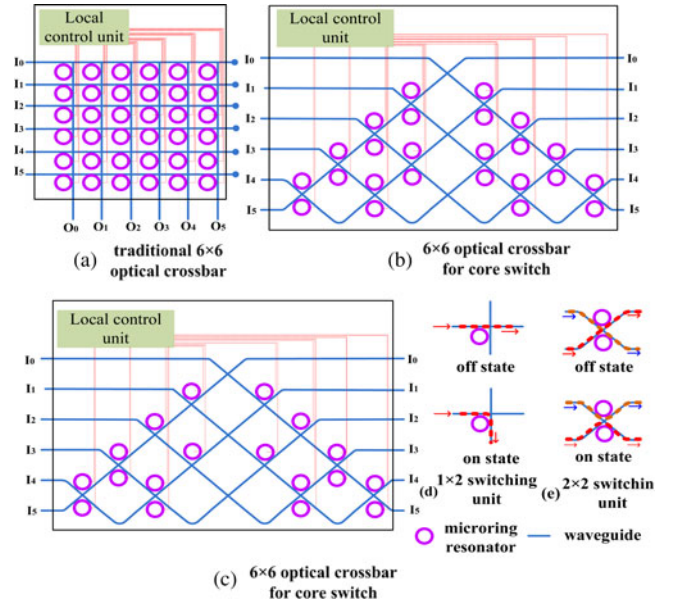 Local
control unit
I0
I1
I2
I3
I4
I5
O0 O1 O2 O3 O4 O5
(a) traditional 6×6
optical crossbar
Local control
unit
I0 I0
I1 I1
I2 I2
I3 I3
I4 I4
I5 I5
(b) 6×6 optical crossbar
for core switch
Local control
unit
I0 I0
I1 I1
I2 I2
I3 I3
I4 I4
I5 I5
(c) 6×6 optical crossbar
for core switch
off state
on state
(d) 1×2 switching
unit
off state
on state
(e) 2×2 switchin
unit
microring
resonator
waveguide